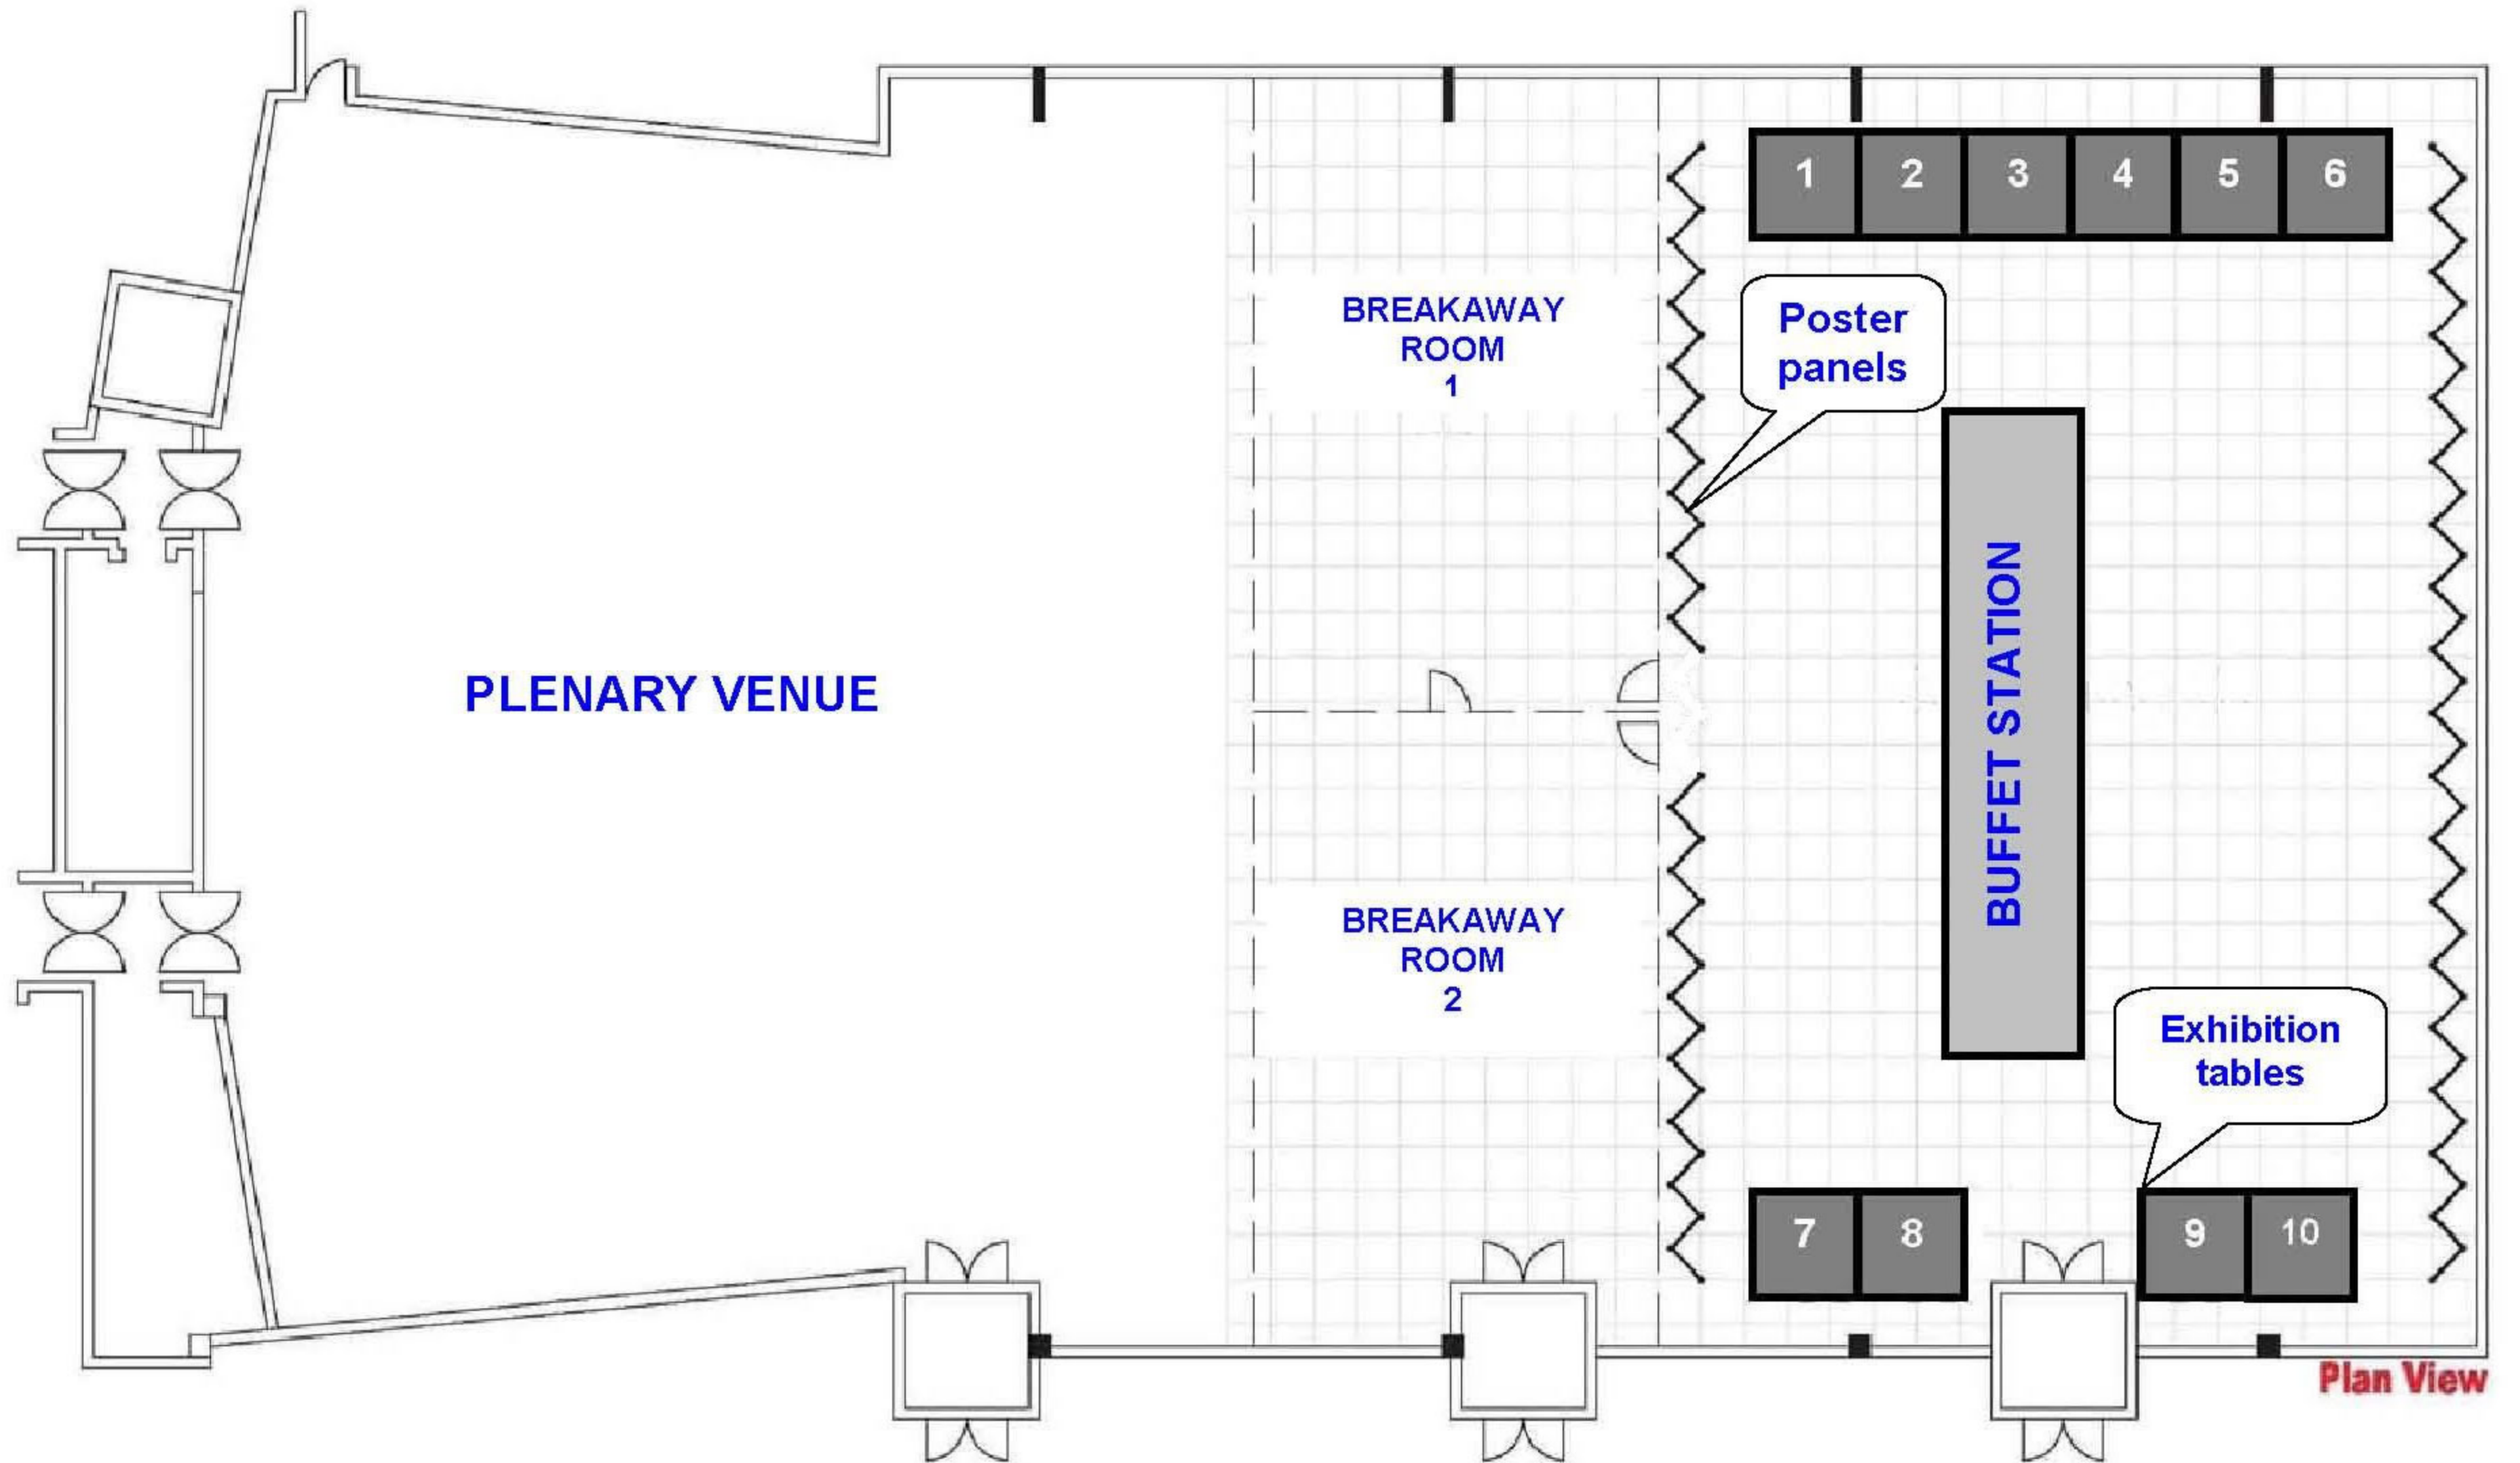 1 2 3 4 5 6
BREAKAWAY
ROOM
1
Poster
panels
PLENARY VENUE
BUFFET STATION
BREAKAWAY
ROOM
2
Exhibition
tables
7 8 9 10
Plan View